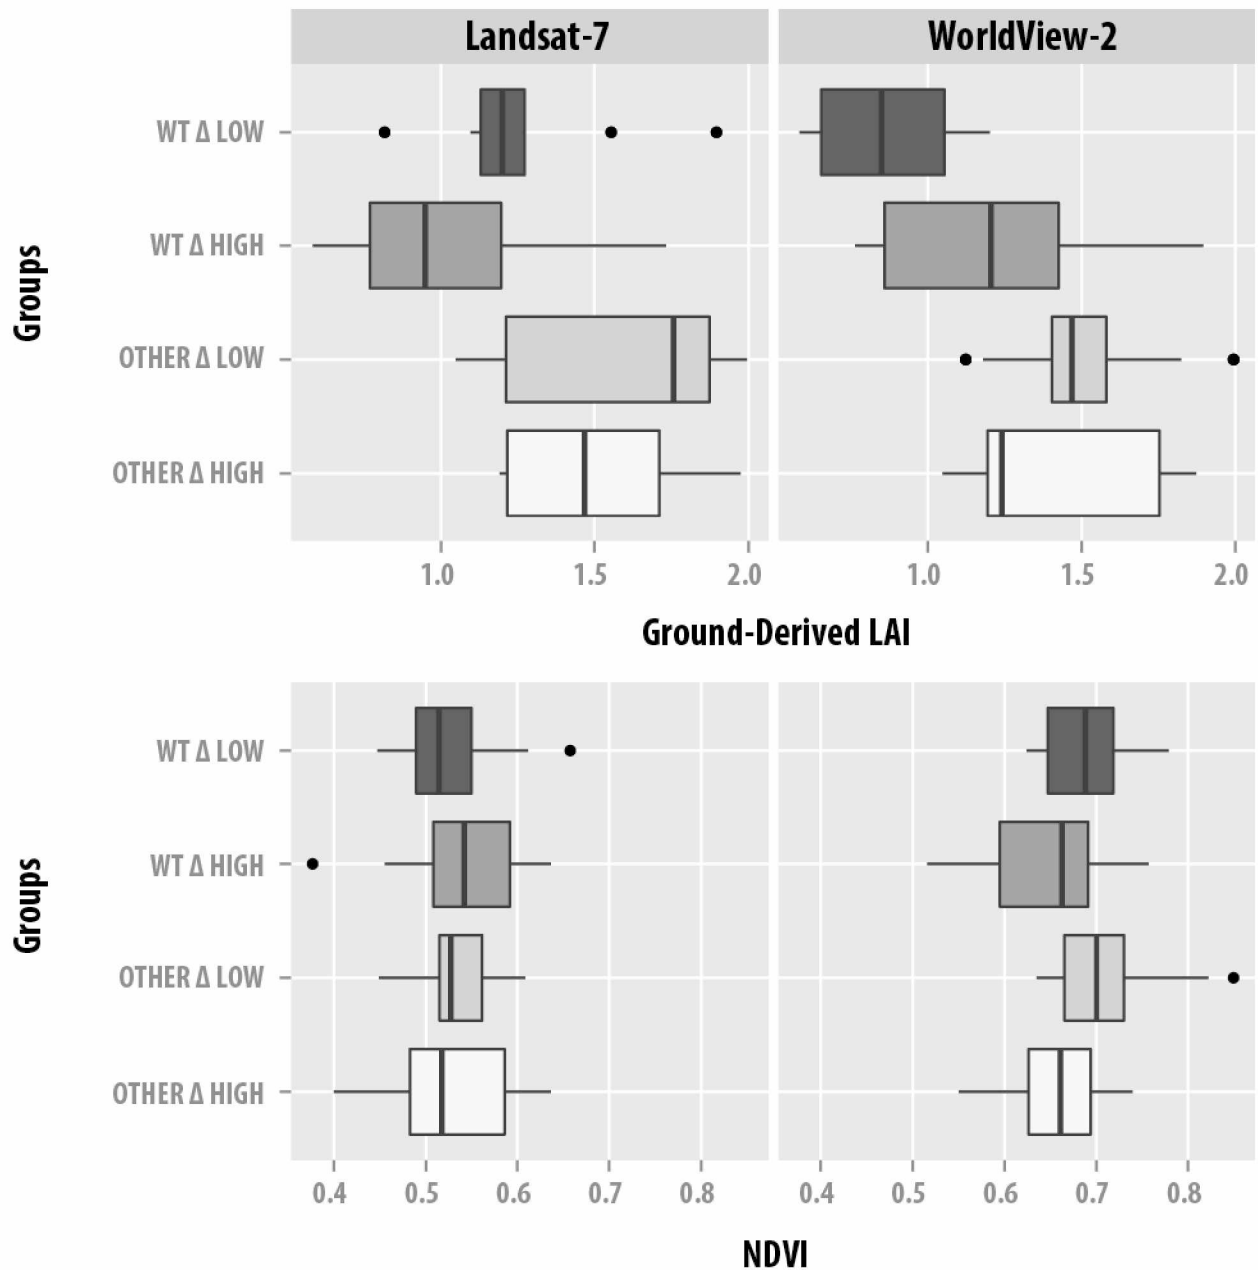 Landsat-7 WorldView-2
Groups
WT Δ LOW
WT Δ HIGH
OTHER Δ LOW
OTHER Δ HIGH
1.0 1.5 2.0 1.0 1.5 2.0
Ground-Derived LAI
Groups
WT Δ LOW
WT Δ HIGH
OTHER Δ LOW
OTHER Δ HIGH
0.4 0.5 0.6 0.7 0.8 0.4 0.5 0.6 0.7 0.8
NDVI